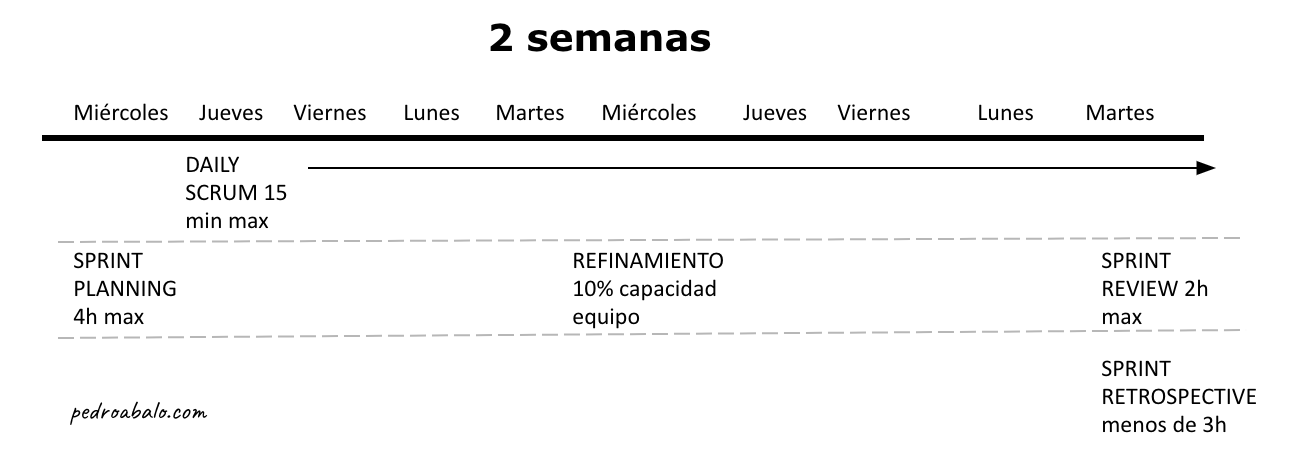 2 semanas
Miércoles Jueves Viernes Lunes Martes Miércoles Jueves Viernes Lunes Martes
DAILY
SCRUM 15
min max
SPRINT
PLANNING
4h max
REFINAMIENTO
10% capacidad
equipo
SPRINT
REVIEW 2h
max
SPRINT
RETROSPECTIVE
menos de 3h
pedroabalo.com